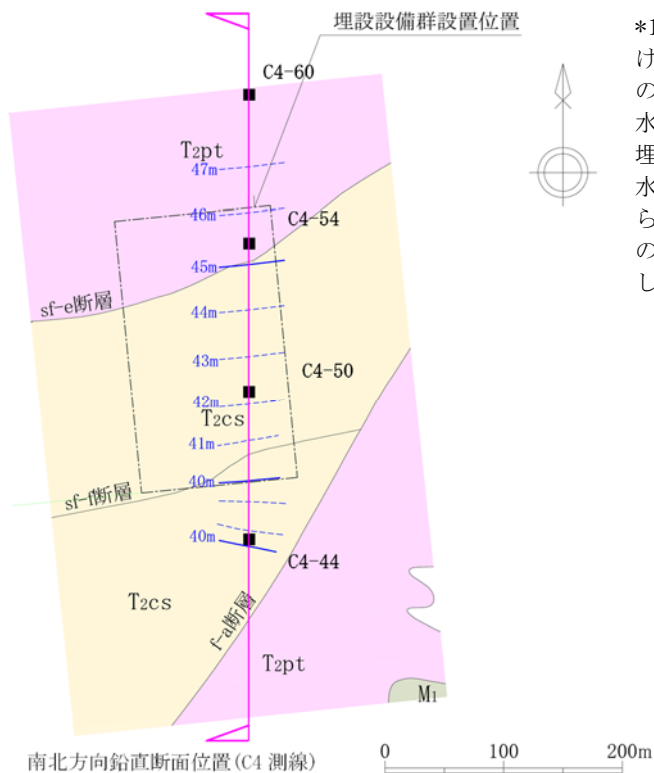 埋設設備群設置位置
*1
け
の
水
埋
水
ら
の
し
C4-60
T2pt
47m
46m
C4-54
45m
sf-e断層
44m
43m
C4-50
42m
T2cs
41m
40m
sf-f断層
40m
C4-44
T2cs
f-a断層
T2pt
M1
南北方向鉛直断面位置(C4 測線)
0 100 200m